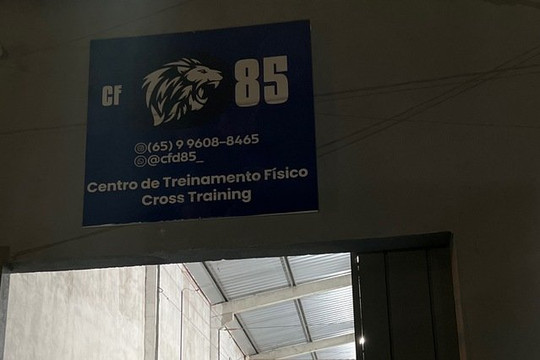 CF 85
(65) 9 9608-8465
@cfd85_
Centro de Treinamento Físico
Cross Training